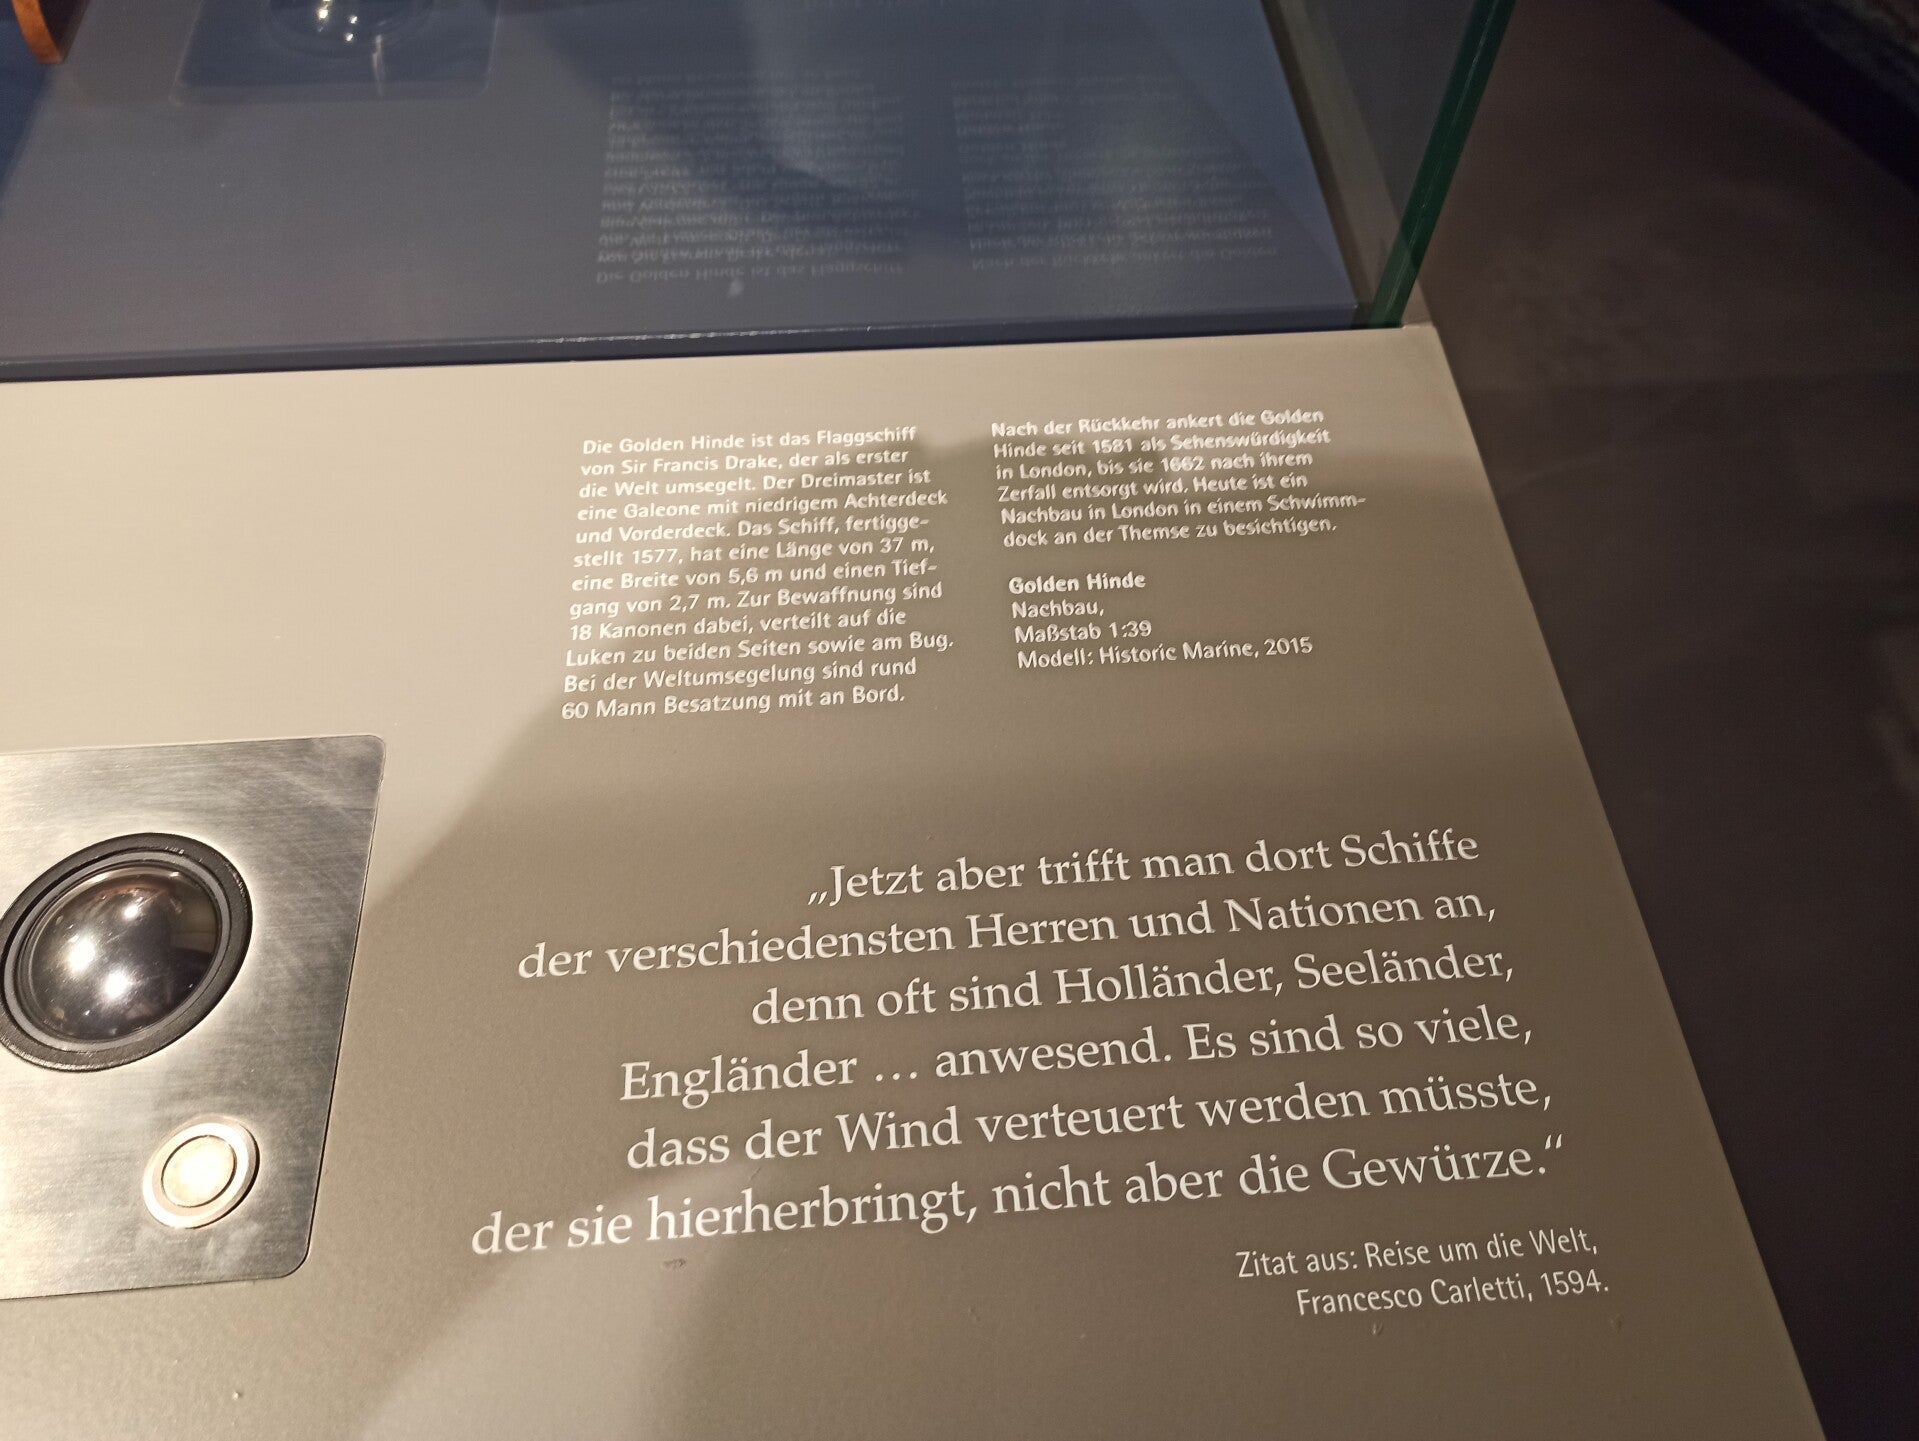 Die Golden Hinde ist das Flaggschiff
von Sir Francis Drake, der als erster
die Welt umsegelt. Der Dreimaster ist
eine Galeone mit niedrigem Achterdeck
und Vorderdeck. Das Schiff, fertigge-
stellt 1577, hat eine Länge von 37 m,
eine Breite von 5,6 m und einen Tief-
gang von 2,7 m. Zur Bewaffnung sind
18 Kanonen dabei, verteilt auf die
Luken zu beiden Seiten sowie am Bug.
Bei der Weltumsegelung sind rund
60 Mann Besatzung mit an Bord.
Nach der Rückkehr ankert die Golden
Hinde seit 1581 als Sehenswürdigkeit
in London, bis sie 1662 nach ihrem
Zerfall entsorgt wird. Heute ist ein
Nachbau in London in einem Schwimm-
dock an der Themse zu besichtigen.
Golden Hinde
Nachbau,
Maßstab 1:39
Modell: Historic Marine, 2015
„Jetzt aber trifft man dort Schiffe
der verschiedensten Herren und Nationen an,
denn oft sind Holländer, Seeländer,
Engländer … anwesend. Es sind so viele,
dass der Wind verteuert werden müsste,
der sie hierherbringt, nicht aber die Gewürze.“
Zitat aus: Reise um die Welt,
Francesco Carletti, 1594.